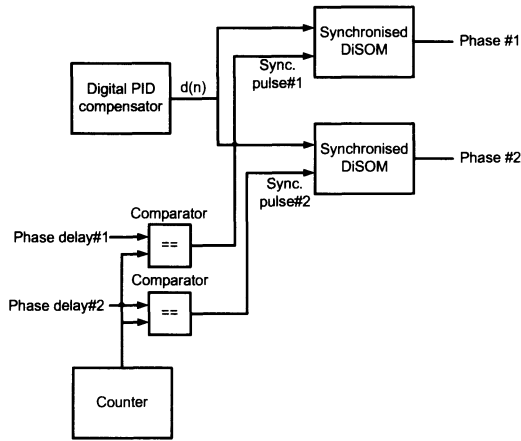 Synchronised
DiSOM
Phase #1
Sync.
pulse#1
Digital PID
compensator
d(n)
Synchronised
DiSOM
Phase #2
Sync.
pulse#2
Comparator
Phase delay#1
==
Comparator
Phase delay#2
==
Counter